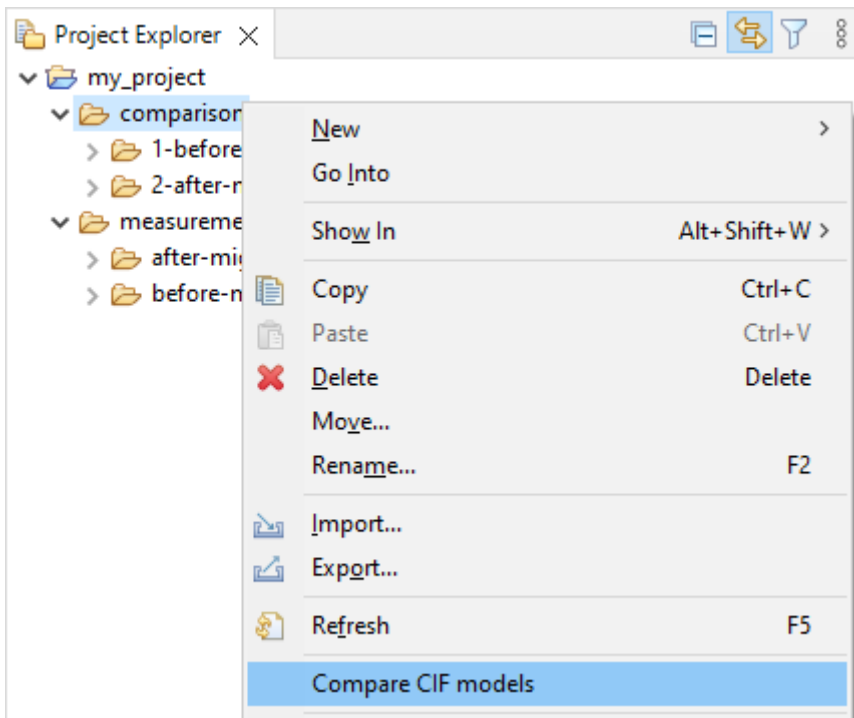 Project Explorer
my_project
comparison
1-before
2-after-
measureme
after-mi
before-
New
Go Into
Show In Alt+Shift+W
Copy Ctrl+C
Paste Ctrl+V
Delete Delete
Move...
Rename... F2
Import...
Export...
Refresh F5
Compare CIF models